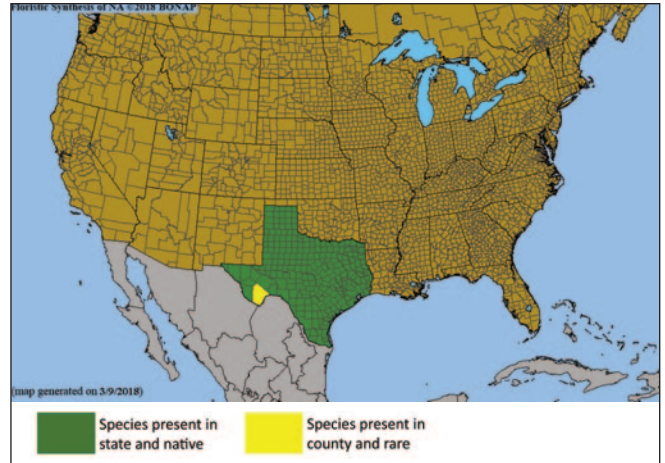 Floristic Synthesis of NA ©2018 BONAP
(map generated on 3/9/2018)
Species present in
state and native
Species present in
county and rare